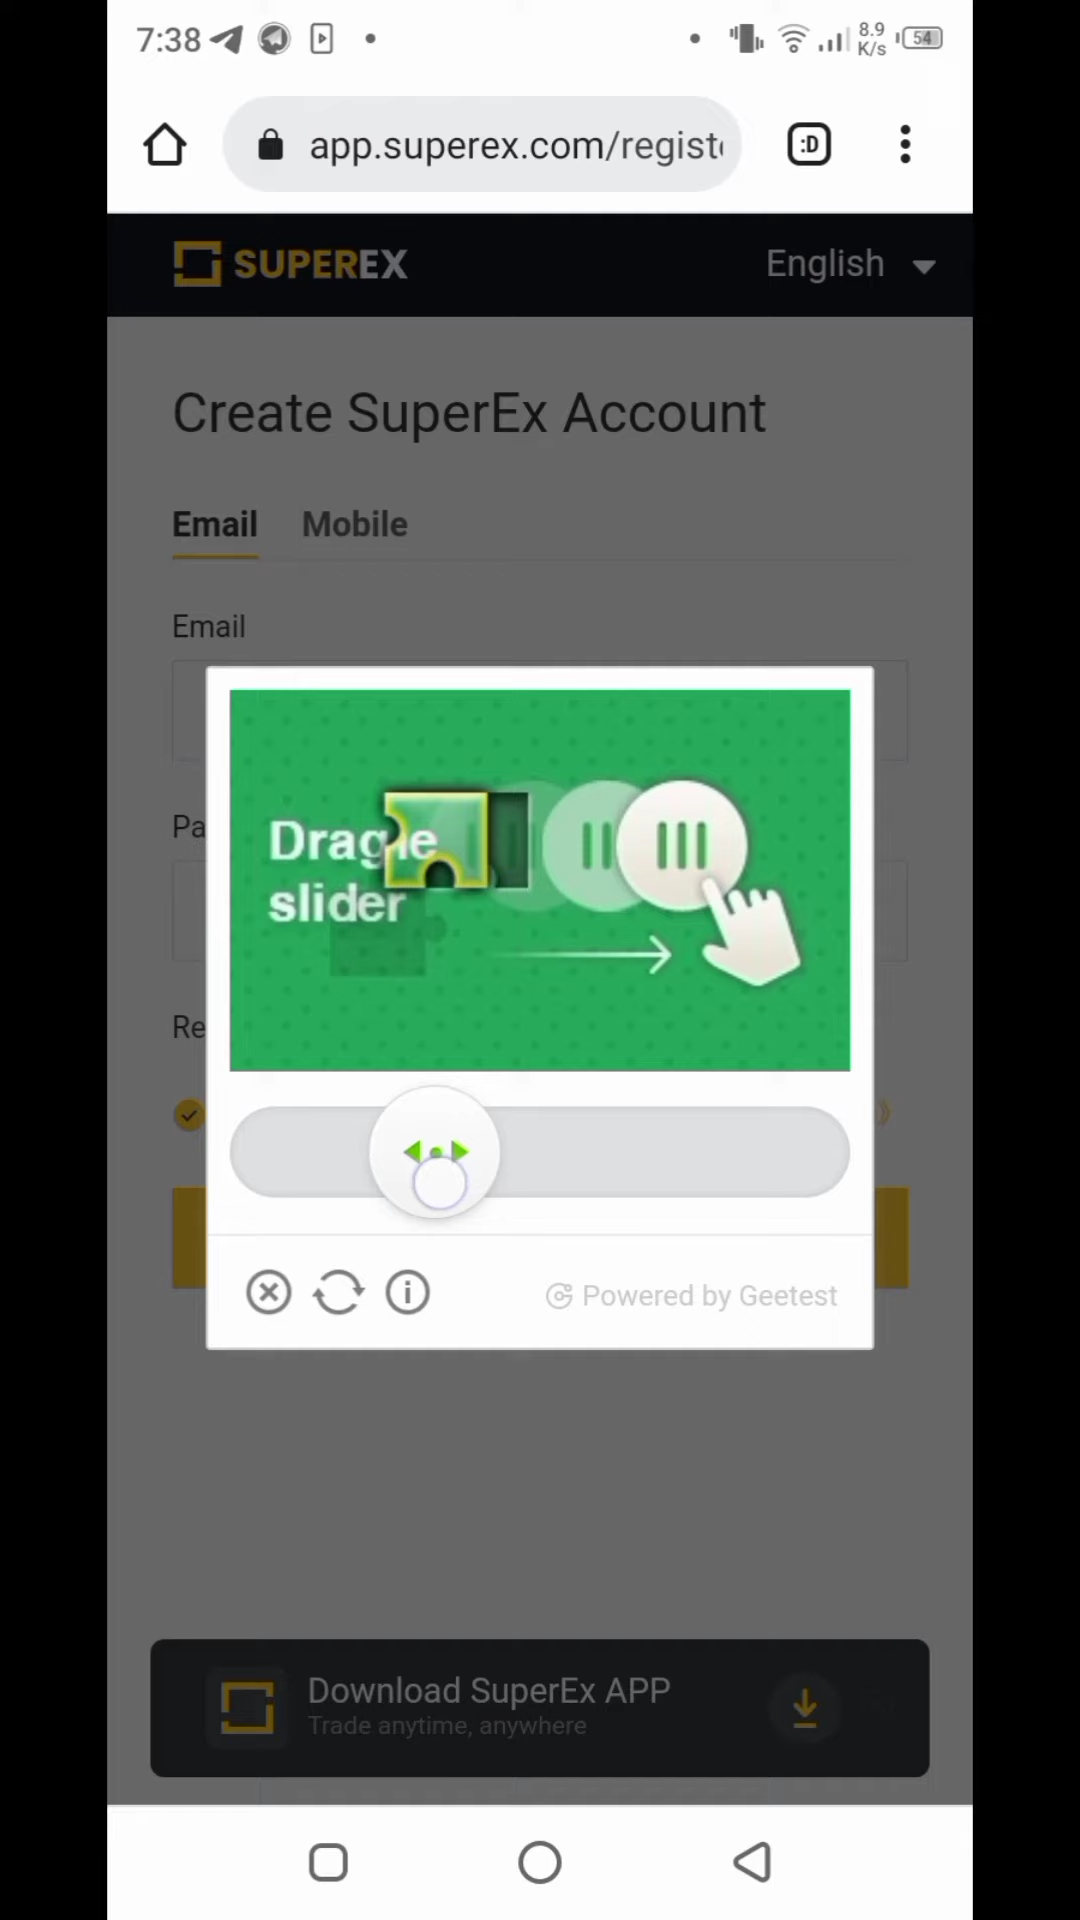 7:38
8.9
K/s
54
app.superex.com/regist
:D
SUPEREX
English
Create SuperEx Account
Email Mobile
Email
Pa
Re
slider
Powered by Geetest
Download SuperEx APP
Trade anytime, anywhere